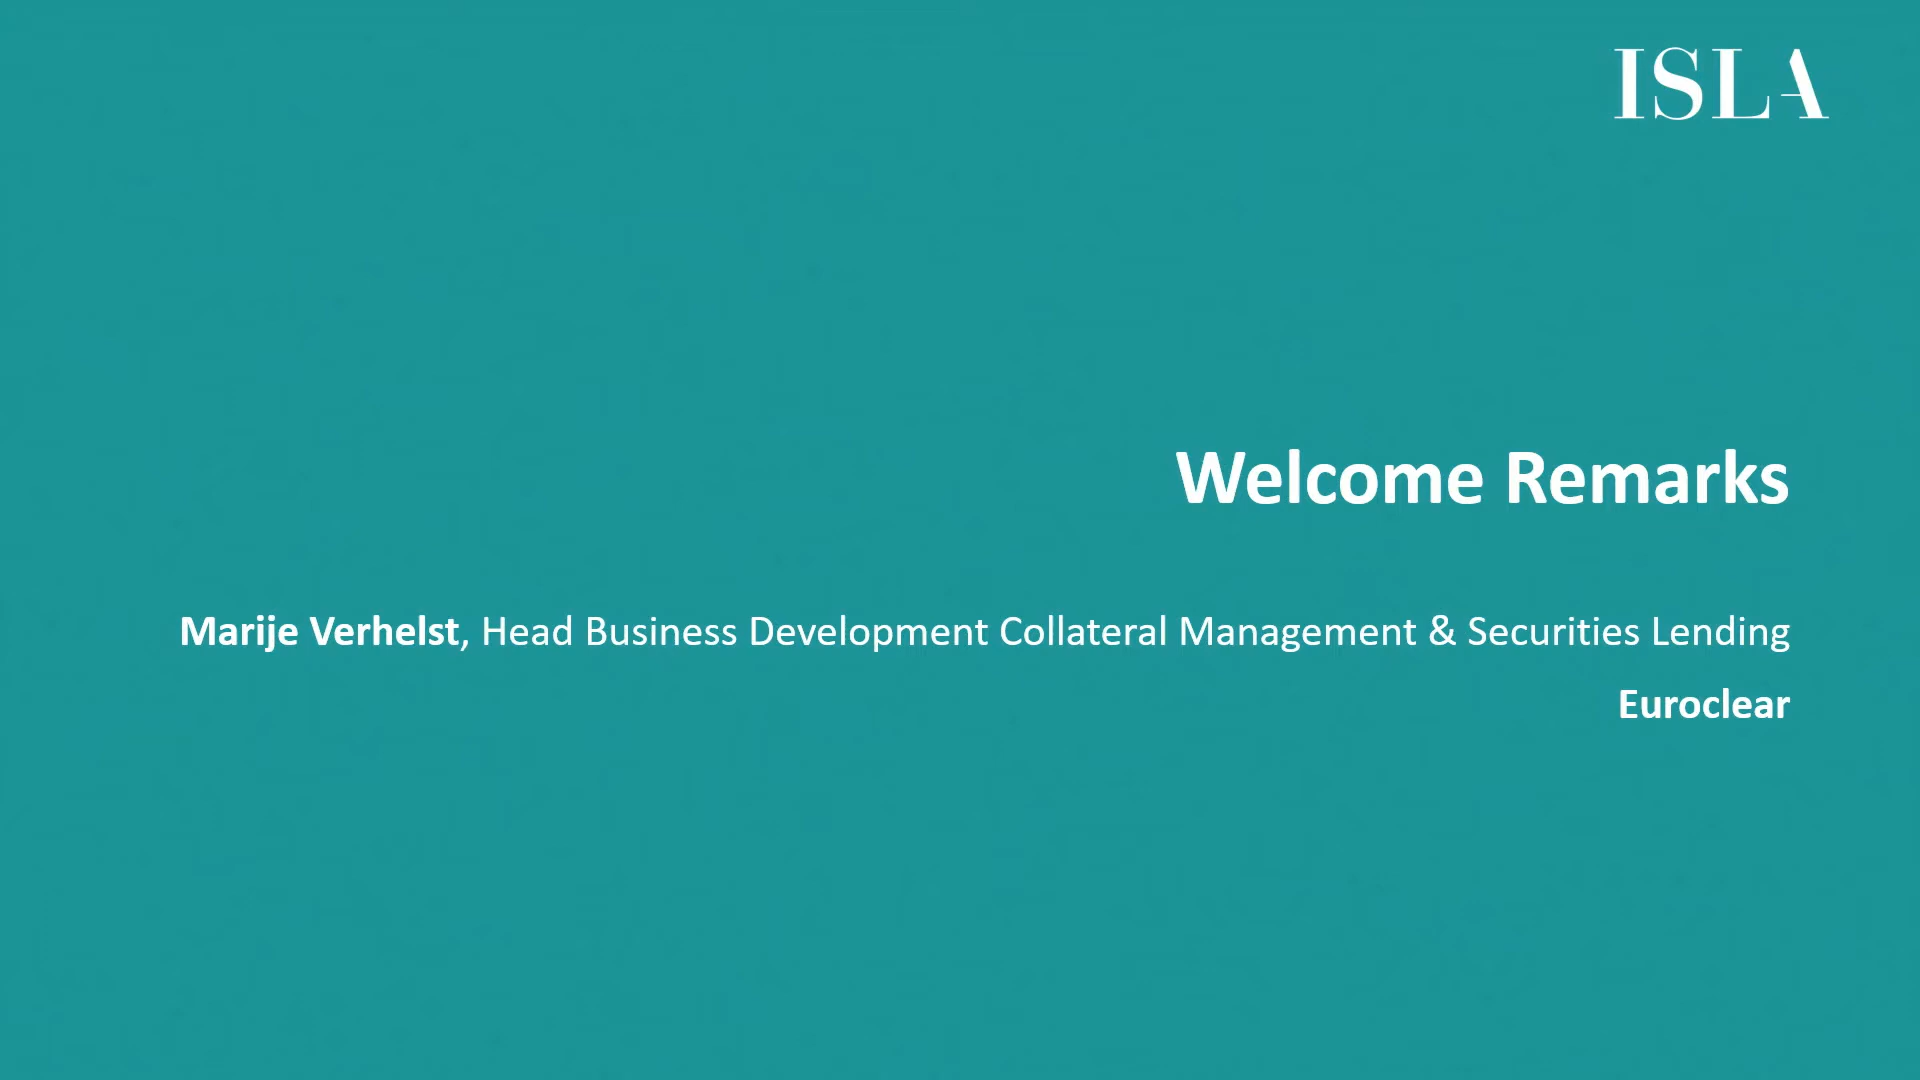 ISLA
Welcome Remarks
Marije Verhelst, Head Business Development Collateral Management & Securities Lending
Euroclear